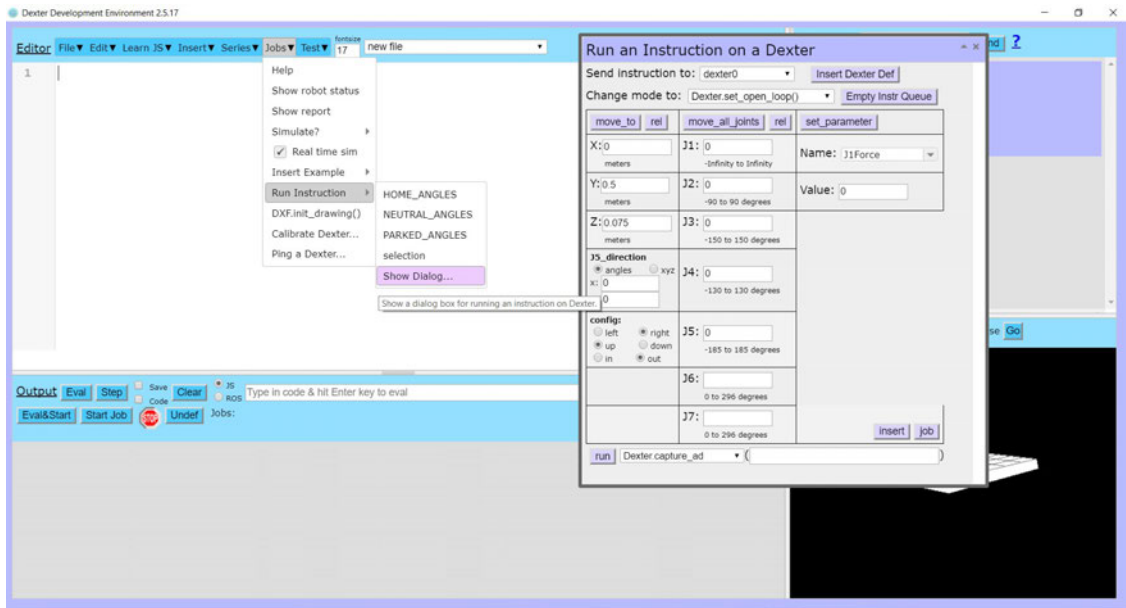 Dexter Development Environment 2.5.17
Editor File▼ Edit▼ Learn JS▼ Insert▼ Series▼ Jobs▼ Test▼ fontsize 17 new file
?
1
Help
Show robot status
Show report
Simulate?
Real time sim
Insert Example
Run Instruction
DXF.init_drawing()
Calibrate Dexter...
Ping a Dexter...
HOME_ANGLES
NEUTRAL_ANGLES
PARKED_ANGLES
selection
Show Dialog...
Show a dialog box for running an instruction on Dexter.
Run an Instruction on a Dexter
Send instruction to: dexter0 Insert Dexter Def
Change mode to: Dexter.set_open_loop() Empty Instr Queue
move_to rel move_all_joints rel set_parameter
X: 0 J1: 0 Name: J1Force
meters -Infinity to Infinity
Y: 0.5 J2: 0 Value: 0
meters -90 to 90 degrees
Z: 0.075 J3: 0
meters -150 to 150 degrees
J5_direction
angles xyz J4: 0
x: 0 -130 to 130 degrees
0
config:
left right J5: 0
up down -185 to 185 degrees
in out
J6:
0 to 296 degrees
J7:
0 to 296 degrees insert job
run Dexter.capture_ad ( )
Go
Output Eval Step Save Code Clear JS ROS Type in code & hit Enter key to eval
Eval&Start Start Job STOP Undef Jobs: